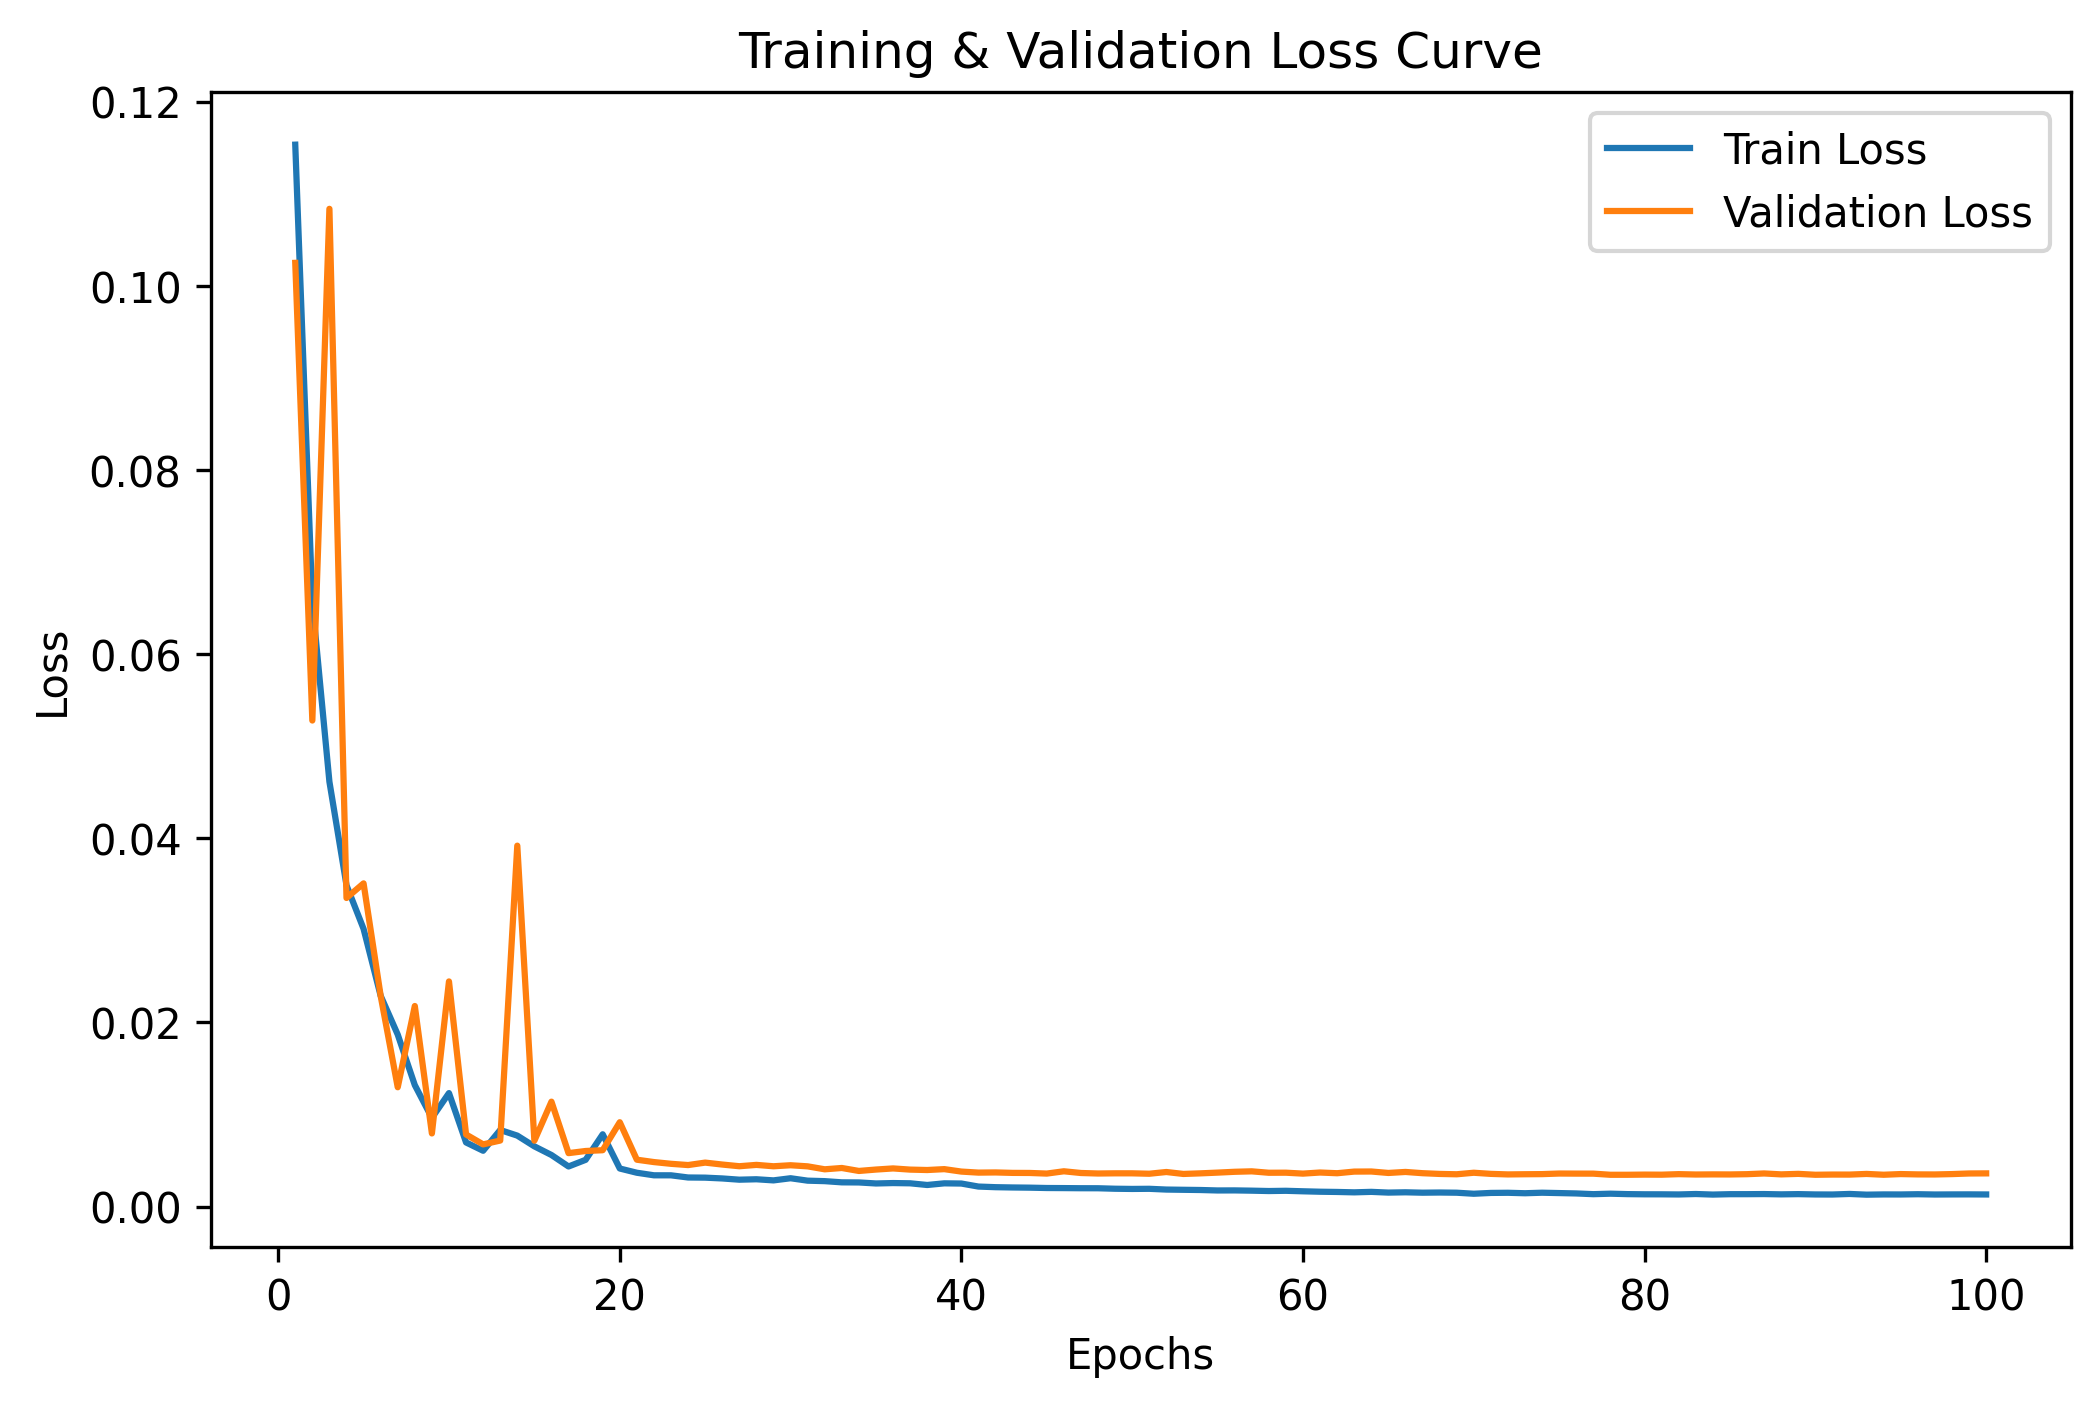 Training & Validation Loss Curve
0.12
0.10
0.08
0.06
0.04
0.02
0.00
Loss
Train Loss
Validation Loss
0 20 40 60 80 100
Epochs